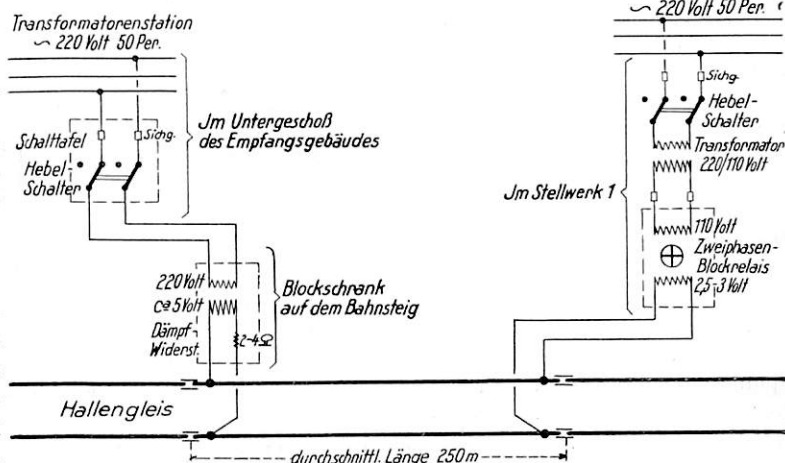 Transformatorenstation
~ 220 Volt 50 Per.
Jm Untergeschoß
des Empfangsgebäudes
Schalttafel
Sichg.
Hebel-
Schalter
220 Volt
ca 5 Volt
Dämpf-
Widerst.
2-4Ω
Blockschrank
auf dem Bahnsteig
~ 220 Volt 50 Per.
Sichg.
Hebel-
Schalter
Transformator
220/110 Volt
Jm Stellwerk 1
110 Volt
Zweiphasen-
Blockrelais
2,5-3 Volt
Hallengleis
durchschnittl. Länge 250 m